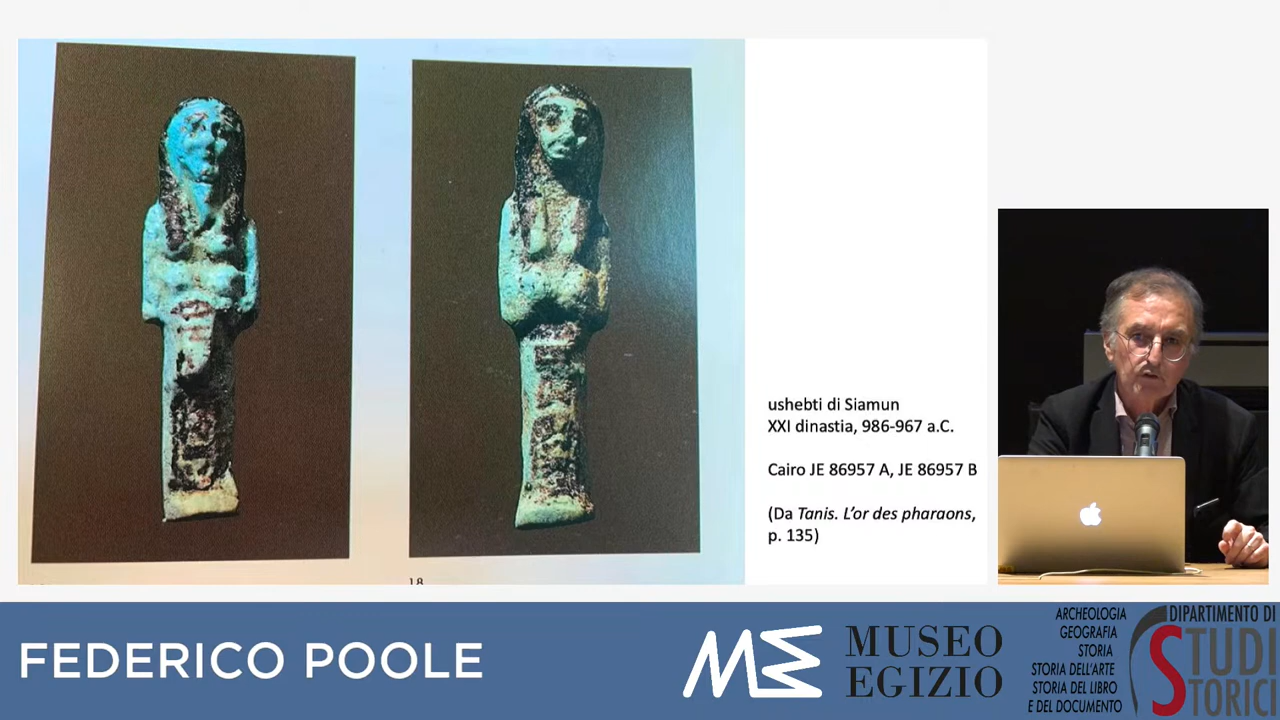 ushebti di Siamun
XXI dinastia, 986-967 a.C.
Cairo JE 86957 A, JE 86957 B
(Da Tanis. L'or des pharaons,
p. 135)
18
FEDERICO POOLE
ME
MUSEO
EGIZIO
ARCHEOLOGIA
GEOGRAFIA
STORIA
STORIA DELL'ARTE
STORIA DEL LIBRO
E DEL DOCUMENTO
DIPARTIMENTO DI
STUDI
STORICI